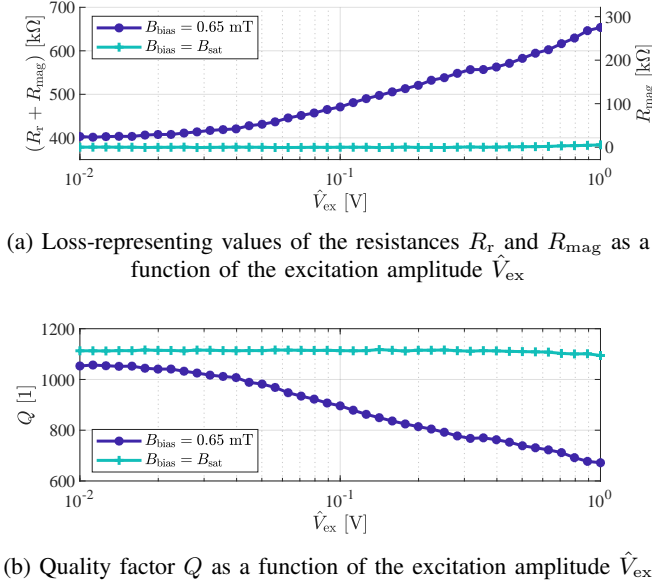 700
600
500
400
(R_r + R_mag) [kΩ]
B_bias = 0.65 mT
B_bias = B_sat
300
200
100
0
R_mag [kΩ]
10^-2 10^-1 10^0
V̂_ex [V]
(a) Loss-representing values of the resistances R_r and R_mag as a
function of the excitation amplitude V̂_ex
1200
1000
800
600
Q [1]
B_bias = 0.65 mT
B_bias = B_sat
10^-2 10^-1 10^0
V̂_ex [V]
(b) Quality factor Q as a function of the excitation amplitude V̂_ex